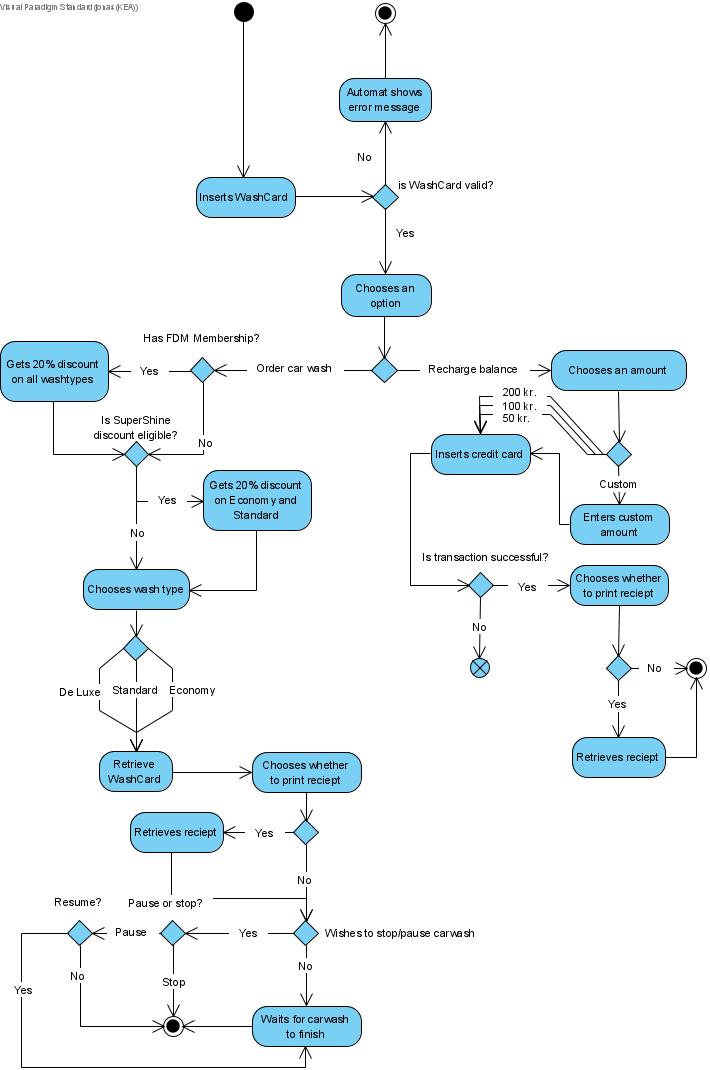 Visual Paradigm Standard(Jonas(KEA))
Automat shows
error message
No
is WashCard valid?
Inserts WashCard
Yes
Chooses an
option
Has FDM Membership?
Gets 20% discount
on all washtypes
Yes
Order car wash
Recharge balance
Chooses an amount
200 kr.
100 kr.
50 kr.
Is SuperShine
discount eligible?
No
Inserts credit card
Custom
Yes
Gets 20% discount
on Economy and
Standard
Enters custom
amount
No
Is transaction successful?
Chooses wash type
Yes
Chooses whether
to print reciept
No
De Luxe
Standard
Economy
No
Yes
Retrieve
WashCard
Chooses whether
to print reciept
Retrieves reciept
Retrieves reciept
Yes
No
Resume?
Pause or stop?
Pause
Yes
Wishes to stop/pause carwash
No
No
Stop
Yes
Waits for carwash
to finish